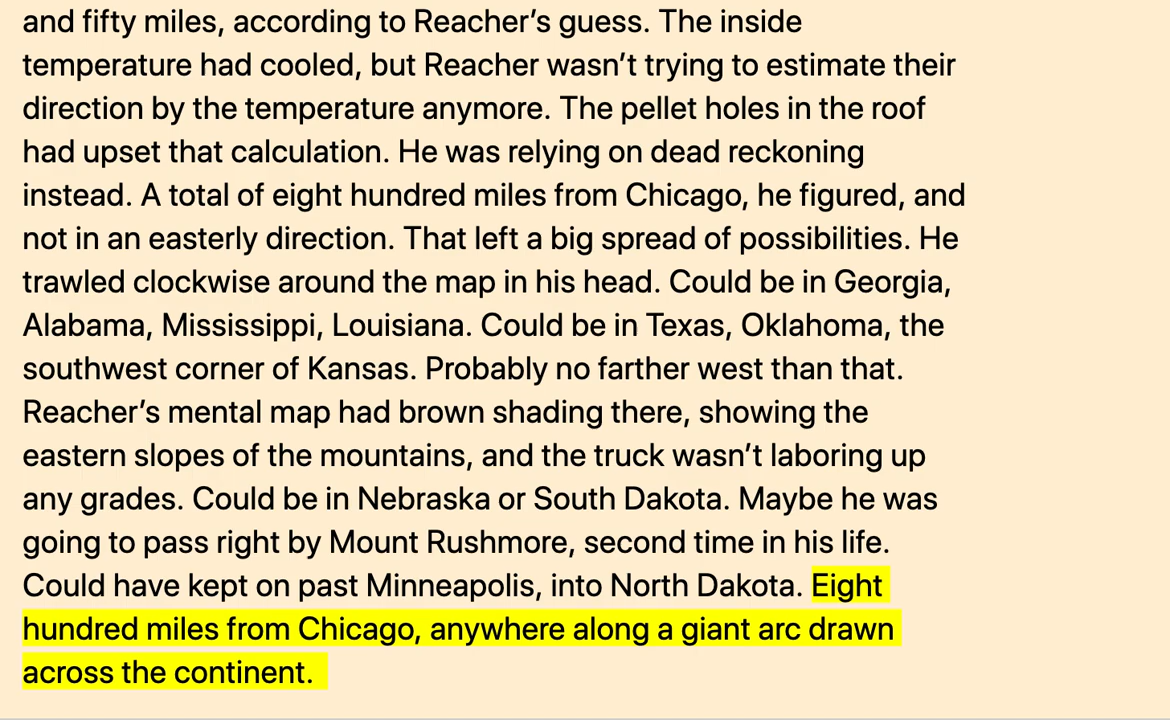 and fifty miles, according to Reacher’s guess. The inside
temperature had cooled, but Reacher wasn’t trying to estimate their
direction by the temperature anymore. The pellet holes in the roof
had upset that calculation. He was relying on dead reckoning
instead. A total of eight hundred miles from Chicago, he figured, and
not in an easterly direction. That left a big spread of possibilities. He
trawled clockwise around the map in his head. Could be in Georgia,
Alabama, Mississippi, Louisiana. Could be in Texas, Oklahoma, the
southwest corner of Kansas. Probably no farther west than that.
Reacher’s mental map had brown shading there, showing the
eastern slopes of the mountains, and the truck wasn’t laboring up
any grades. Could be in Nebraska or South Dakota. Maybe he was
going to pass right by Mount Rushmore, second time in his life.
Could have kept on past Minneapolis, into North Dakota. Eight
hundred miles from Chicago, anywhere along a giant arc drawn
across the continent.